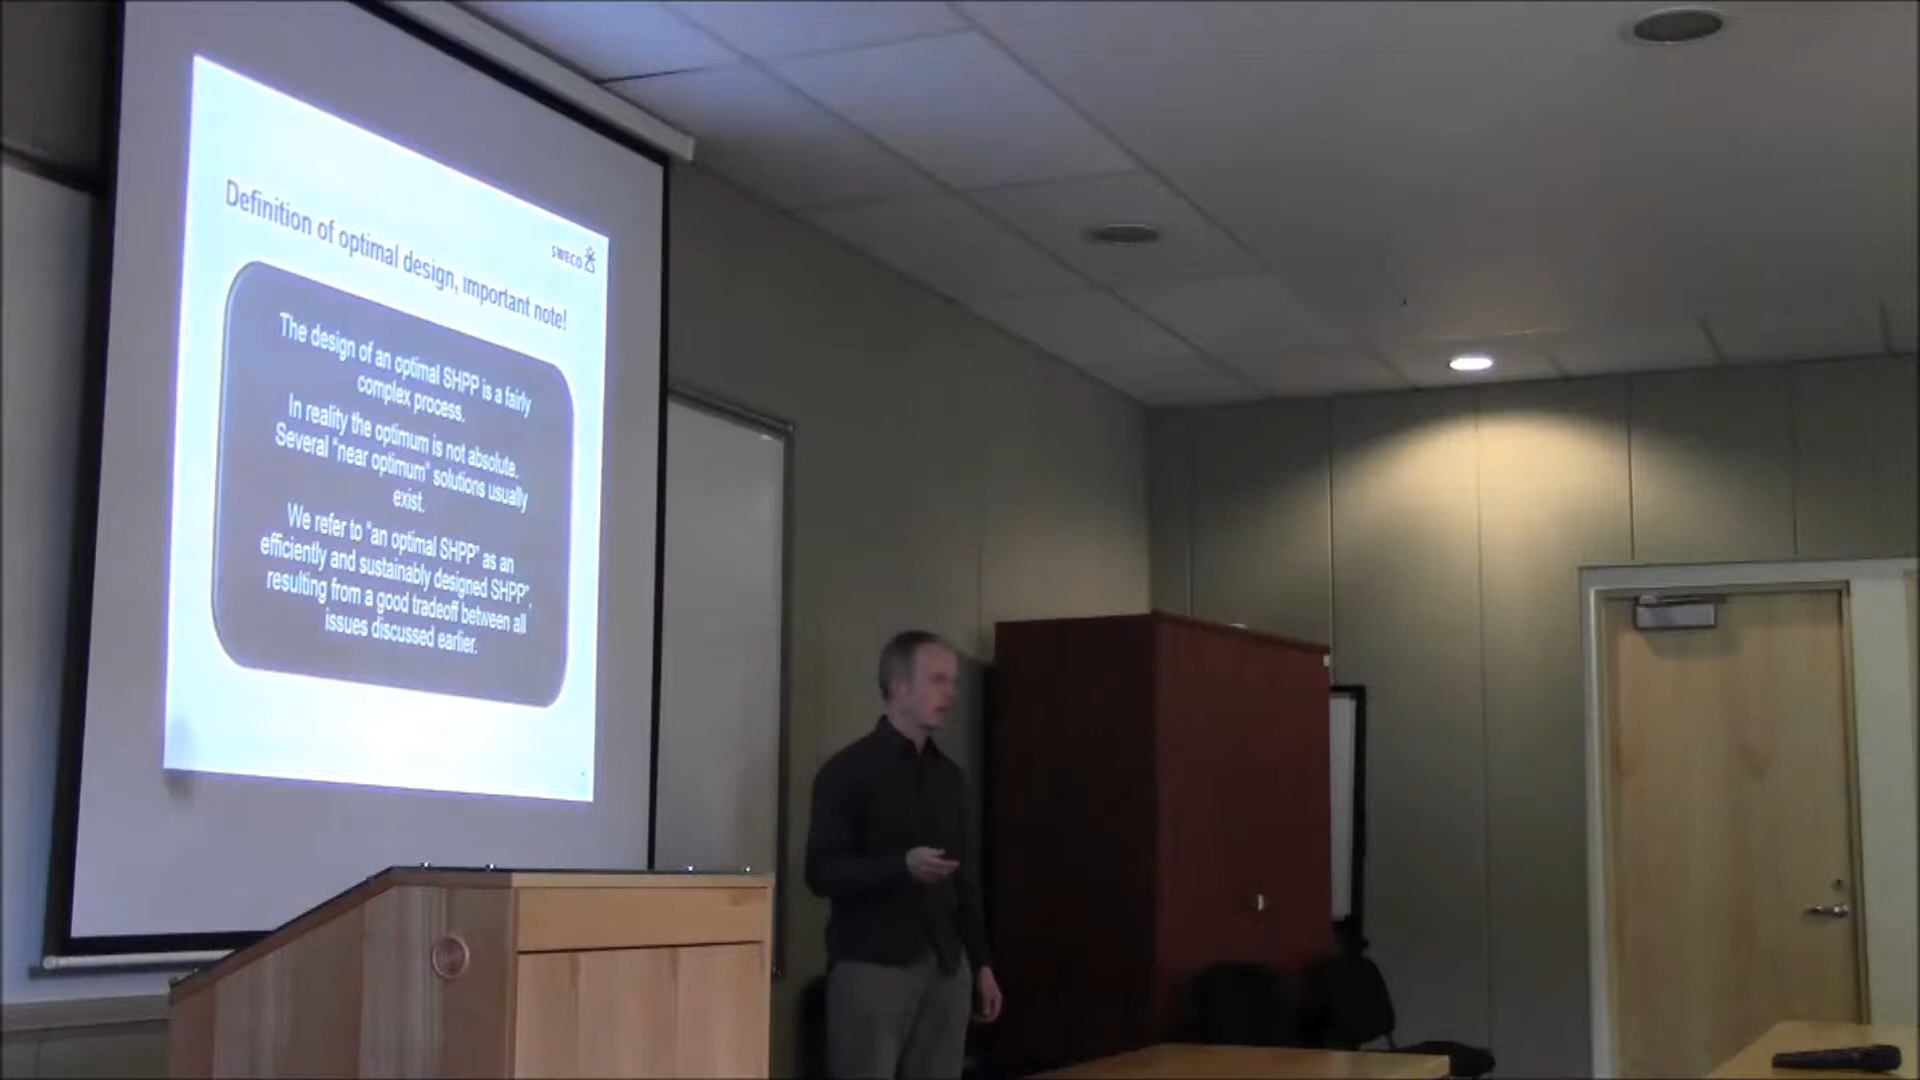 Definition of optimal design, important note!
SWECO
The design of an optimal SHPP is a fairly
complex process.
In reality the optimum is not absolute.
Several "near optimum" solutions usually
exist.
We refer to "an optimal SHPP" as an
efficiently and sustainably designed SHPP",
resulting from a good tradeoff between all
issues discussed earlier.